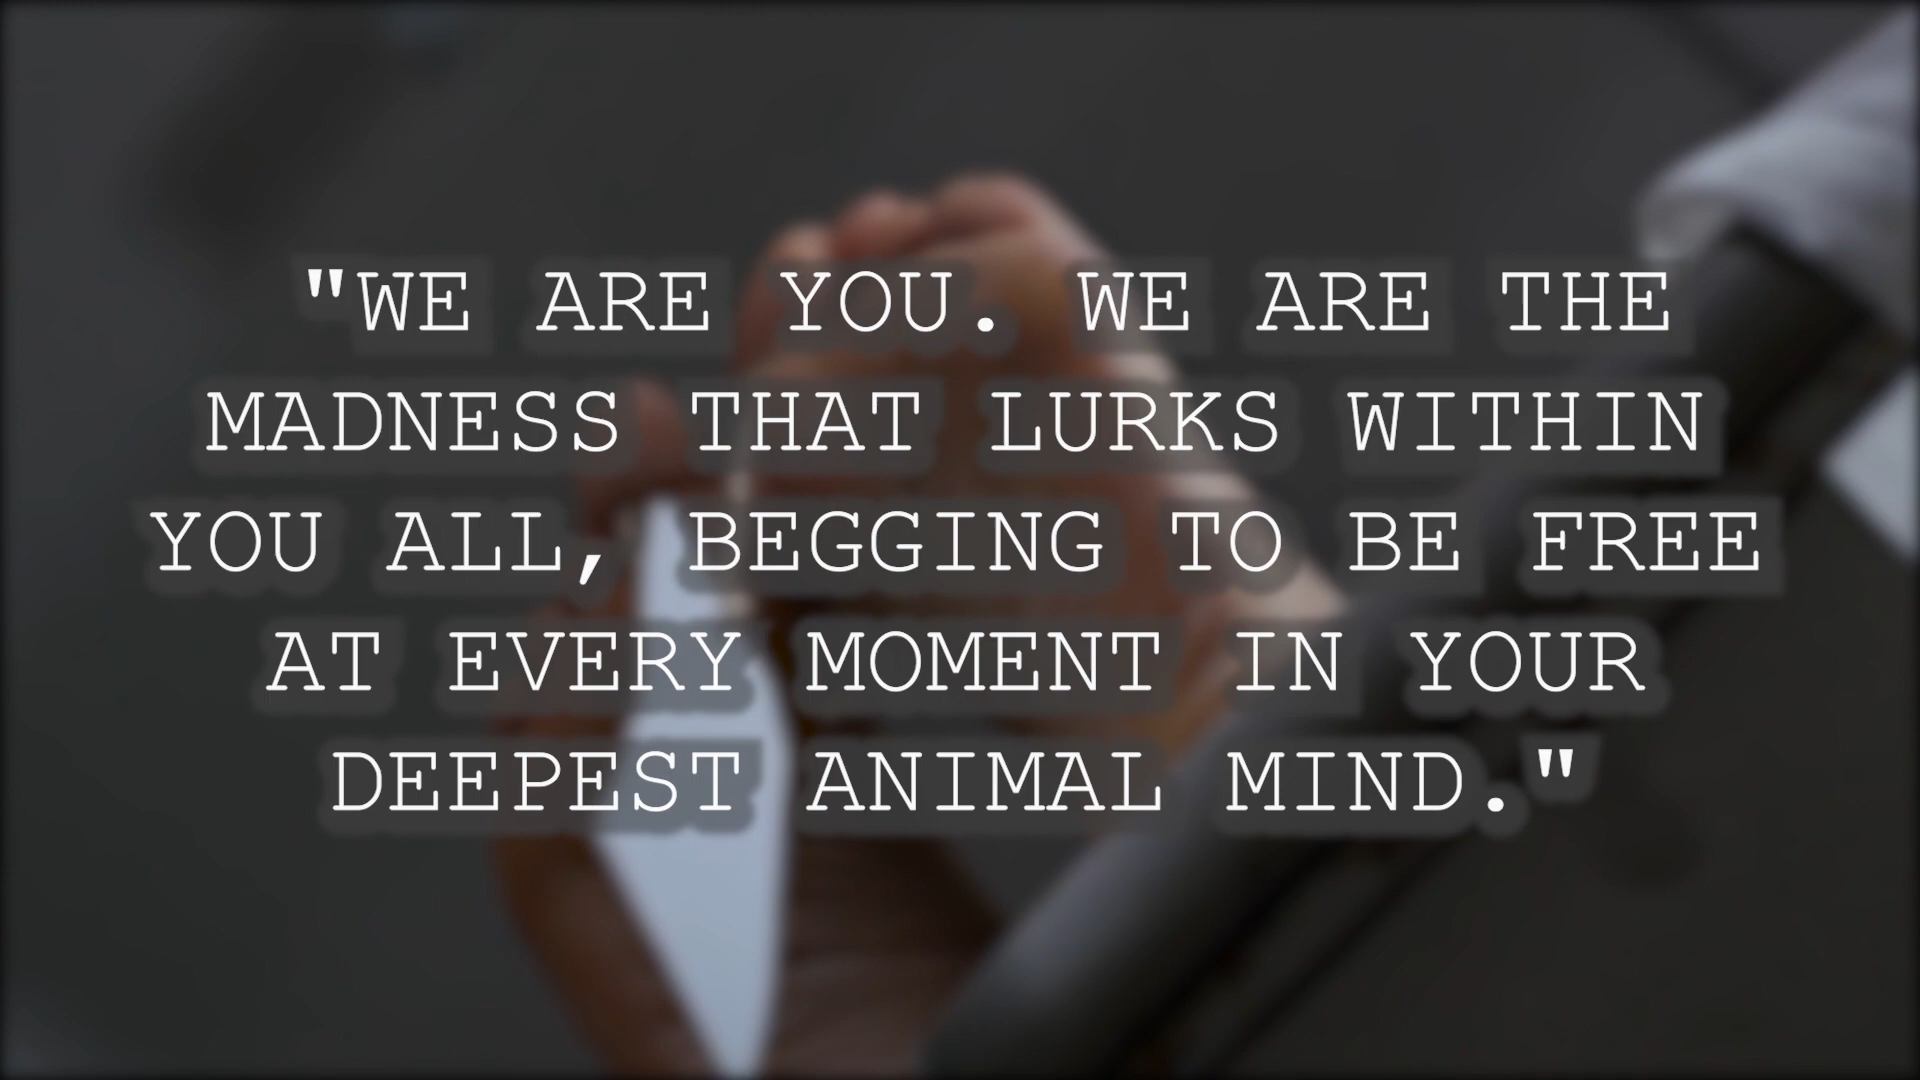 "WE ARE YOU. WE ARE THE
MADNESS THAT LURKS WITHIN
YOU ALL, BEGGING TO BE FREE
AT EVERY MOMENT IN YOUR
DEEPEST ANIMAL MIND."